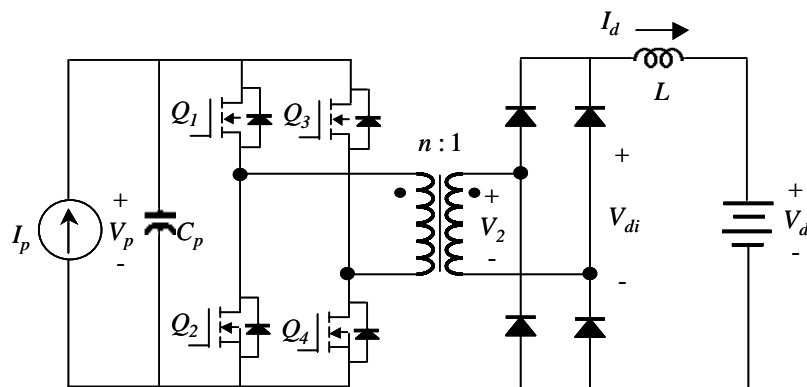 I_d
Q_1
Q_3
L
n : 1
+
+
+
+
I_p
V_p
C_p
V_2
V_di
V_d
-
-
-
-
Q_2
Q_4